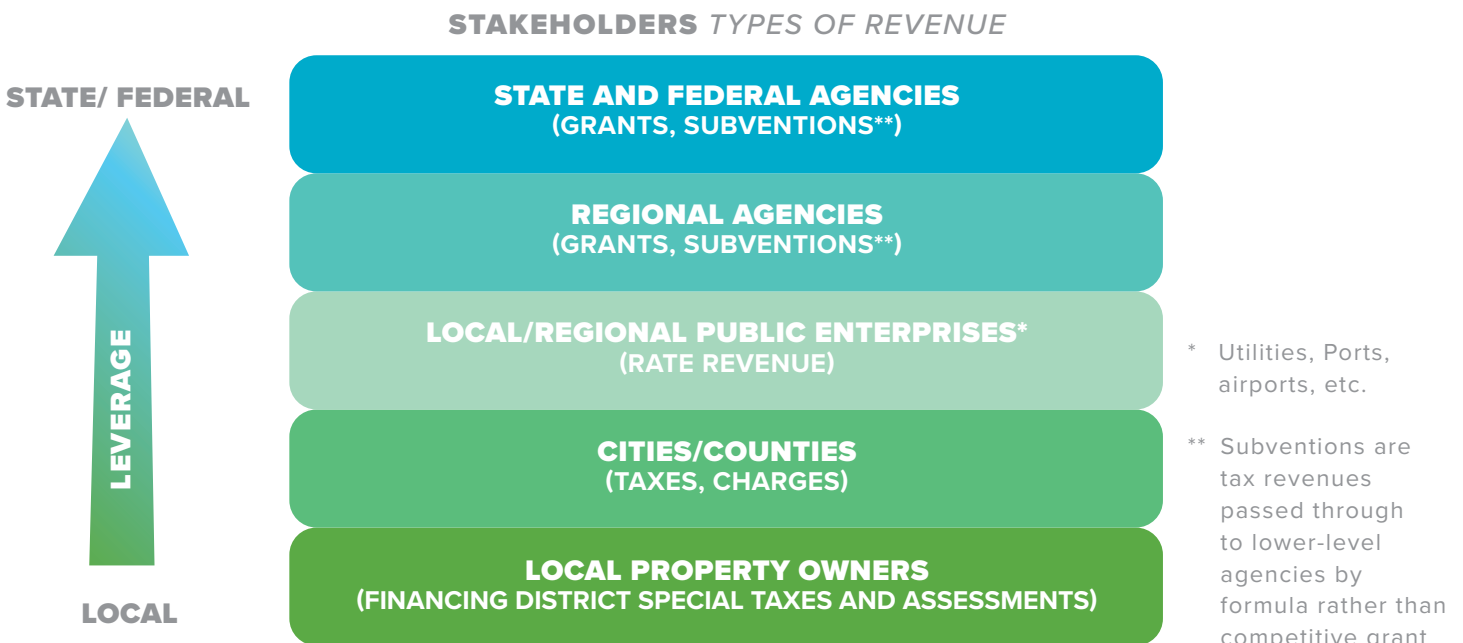 STAKEHOLDERS TYPES OF REVENUE
STATE/ FEDERAL
LEVERAGE
LOCAL
STATE AND FEDERAL AGENCIES
(GRANTS, SUBVENTIONS**)
REGIONAL AGENCIES
(GRANTS, SUBVENTIONS**)
LOCAL/REGIONAL PUBLIC ENTERPRISES*
(RATE REVENUE)
CITIES/COUNTIES
(TAXES, CHARGES)
LOCAL PROPERTY OWNERS
(FINANCING DISTRICT SPECIAL TAXES AND ASSESSMENTS)
* Utilities, Ports,
airports, etc.
** Subventions are
tax revenues
passed through
to lower-level
agencies by
formula rather than
competitive grant